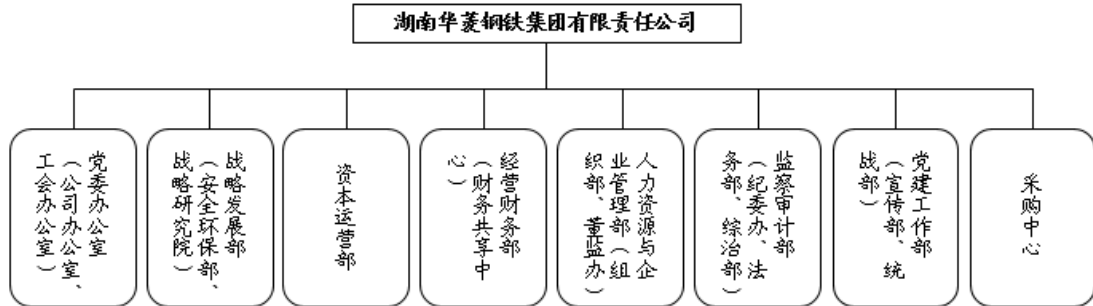 湖南华菱钢铁集团有限责任公司
党委办公室
（公司办公室、
工会办公室）
战略发展部
（安全环保部、
战略研究院）
资本运营部
经营财务部
（财务共享中
心）
人力资源与企
业管理部（组
织部、董监办）
监察审计部
（纪委办、法
务部、综治部）
党建工作部
（宣传部、统
战部）
采购中心